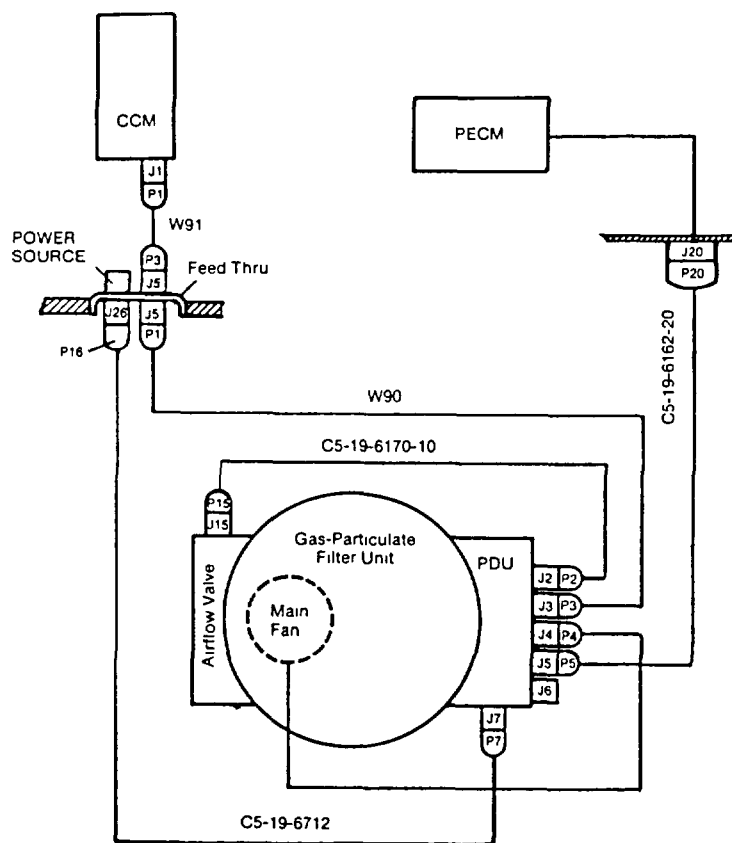 CCM
J1
P1
W91
PECM
POWER
SOURCE
P3
J5
Feed Thru
J26
J5
P1
P16
J20
P20
C5-19-6162-20
W90
C5-19-6170-10
P15
J15
Airflow Valve
Gas-Particulate
Filter Unit
Main
Fan
PDU
J2 P2
J3 P3
J4 P4
J5 P5
J6
J7
P7
C5-19-6712